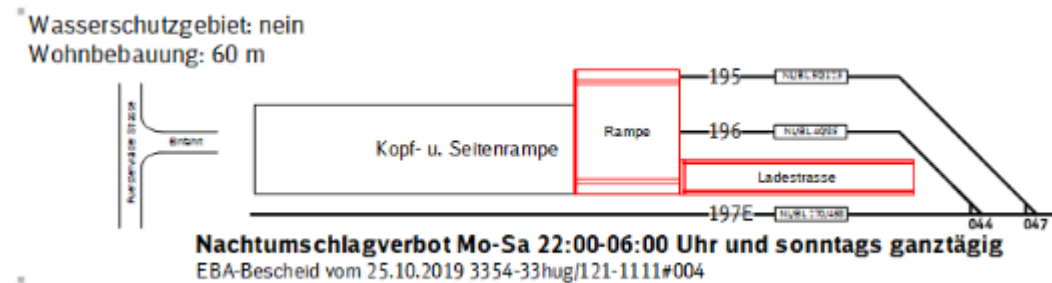 Wasserschutzgebiet: nein
Wohnbebauung: 60 m
Einfahrt
Kopf- u. Seitenrampe
Rampe
Ladestrasse
195
196
197E
044
047
Nachtumschlagverbot Mo-Sa 22:00-06:00 Uhr und sonntags ganztägig
EBA-Bescheid vom 25.10.2019 3354-33hug/121-1111#004